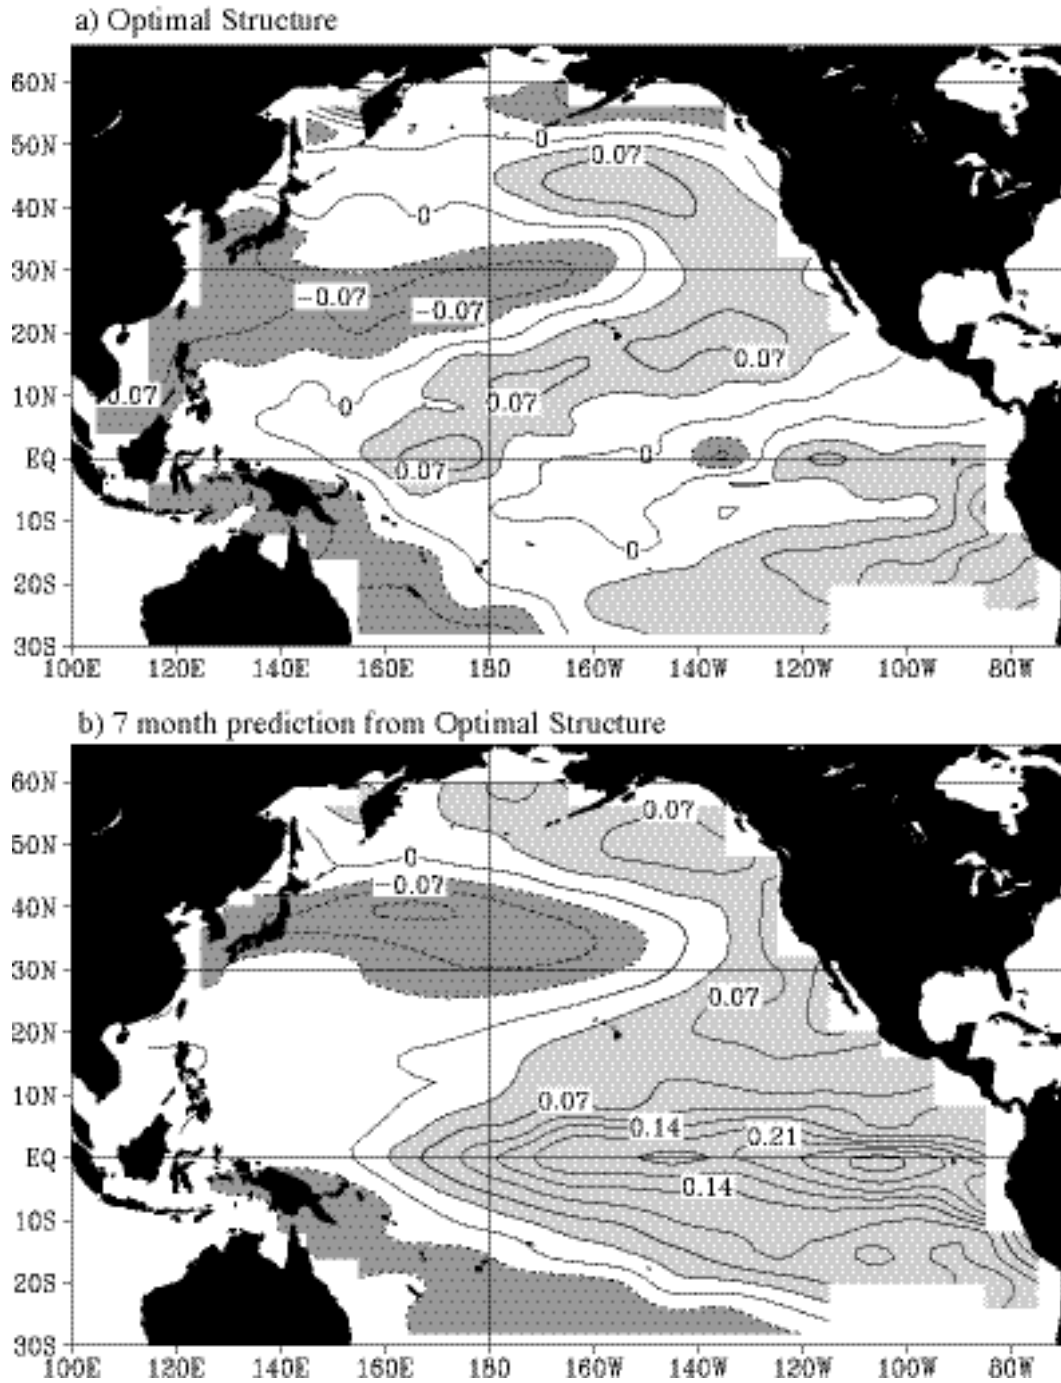 a) Optimal Structure
60N
50N
40N
30N
20N
10N
EQ
10S
20S
30S
0
0.07
0
-0.07
-0.07
0.07
0.07
0.07
0
0.07
0
0
100E 120E 140E 160E 180 160W 140W 120W 100W 80W
b) 7 month prediction from Optimal Structure
60N
50N
40N
30N
20N
10N
EQ
10S
20S
30S
0.07
0
-0.07
0.07
0.07
0.14
0.21
0.14
100E 120E 140E 160E 180 160W 140W 120W 100W 80W